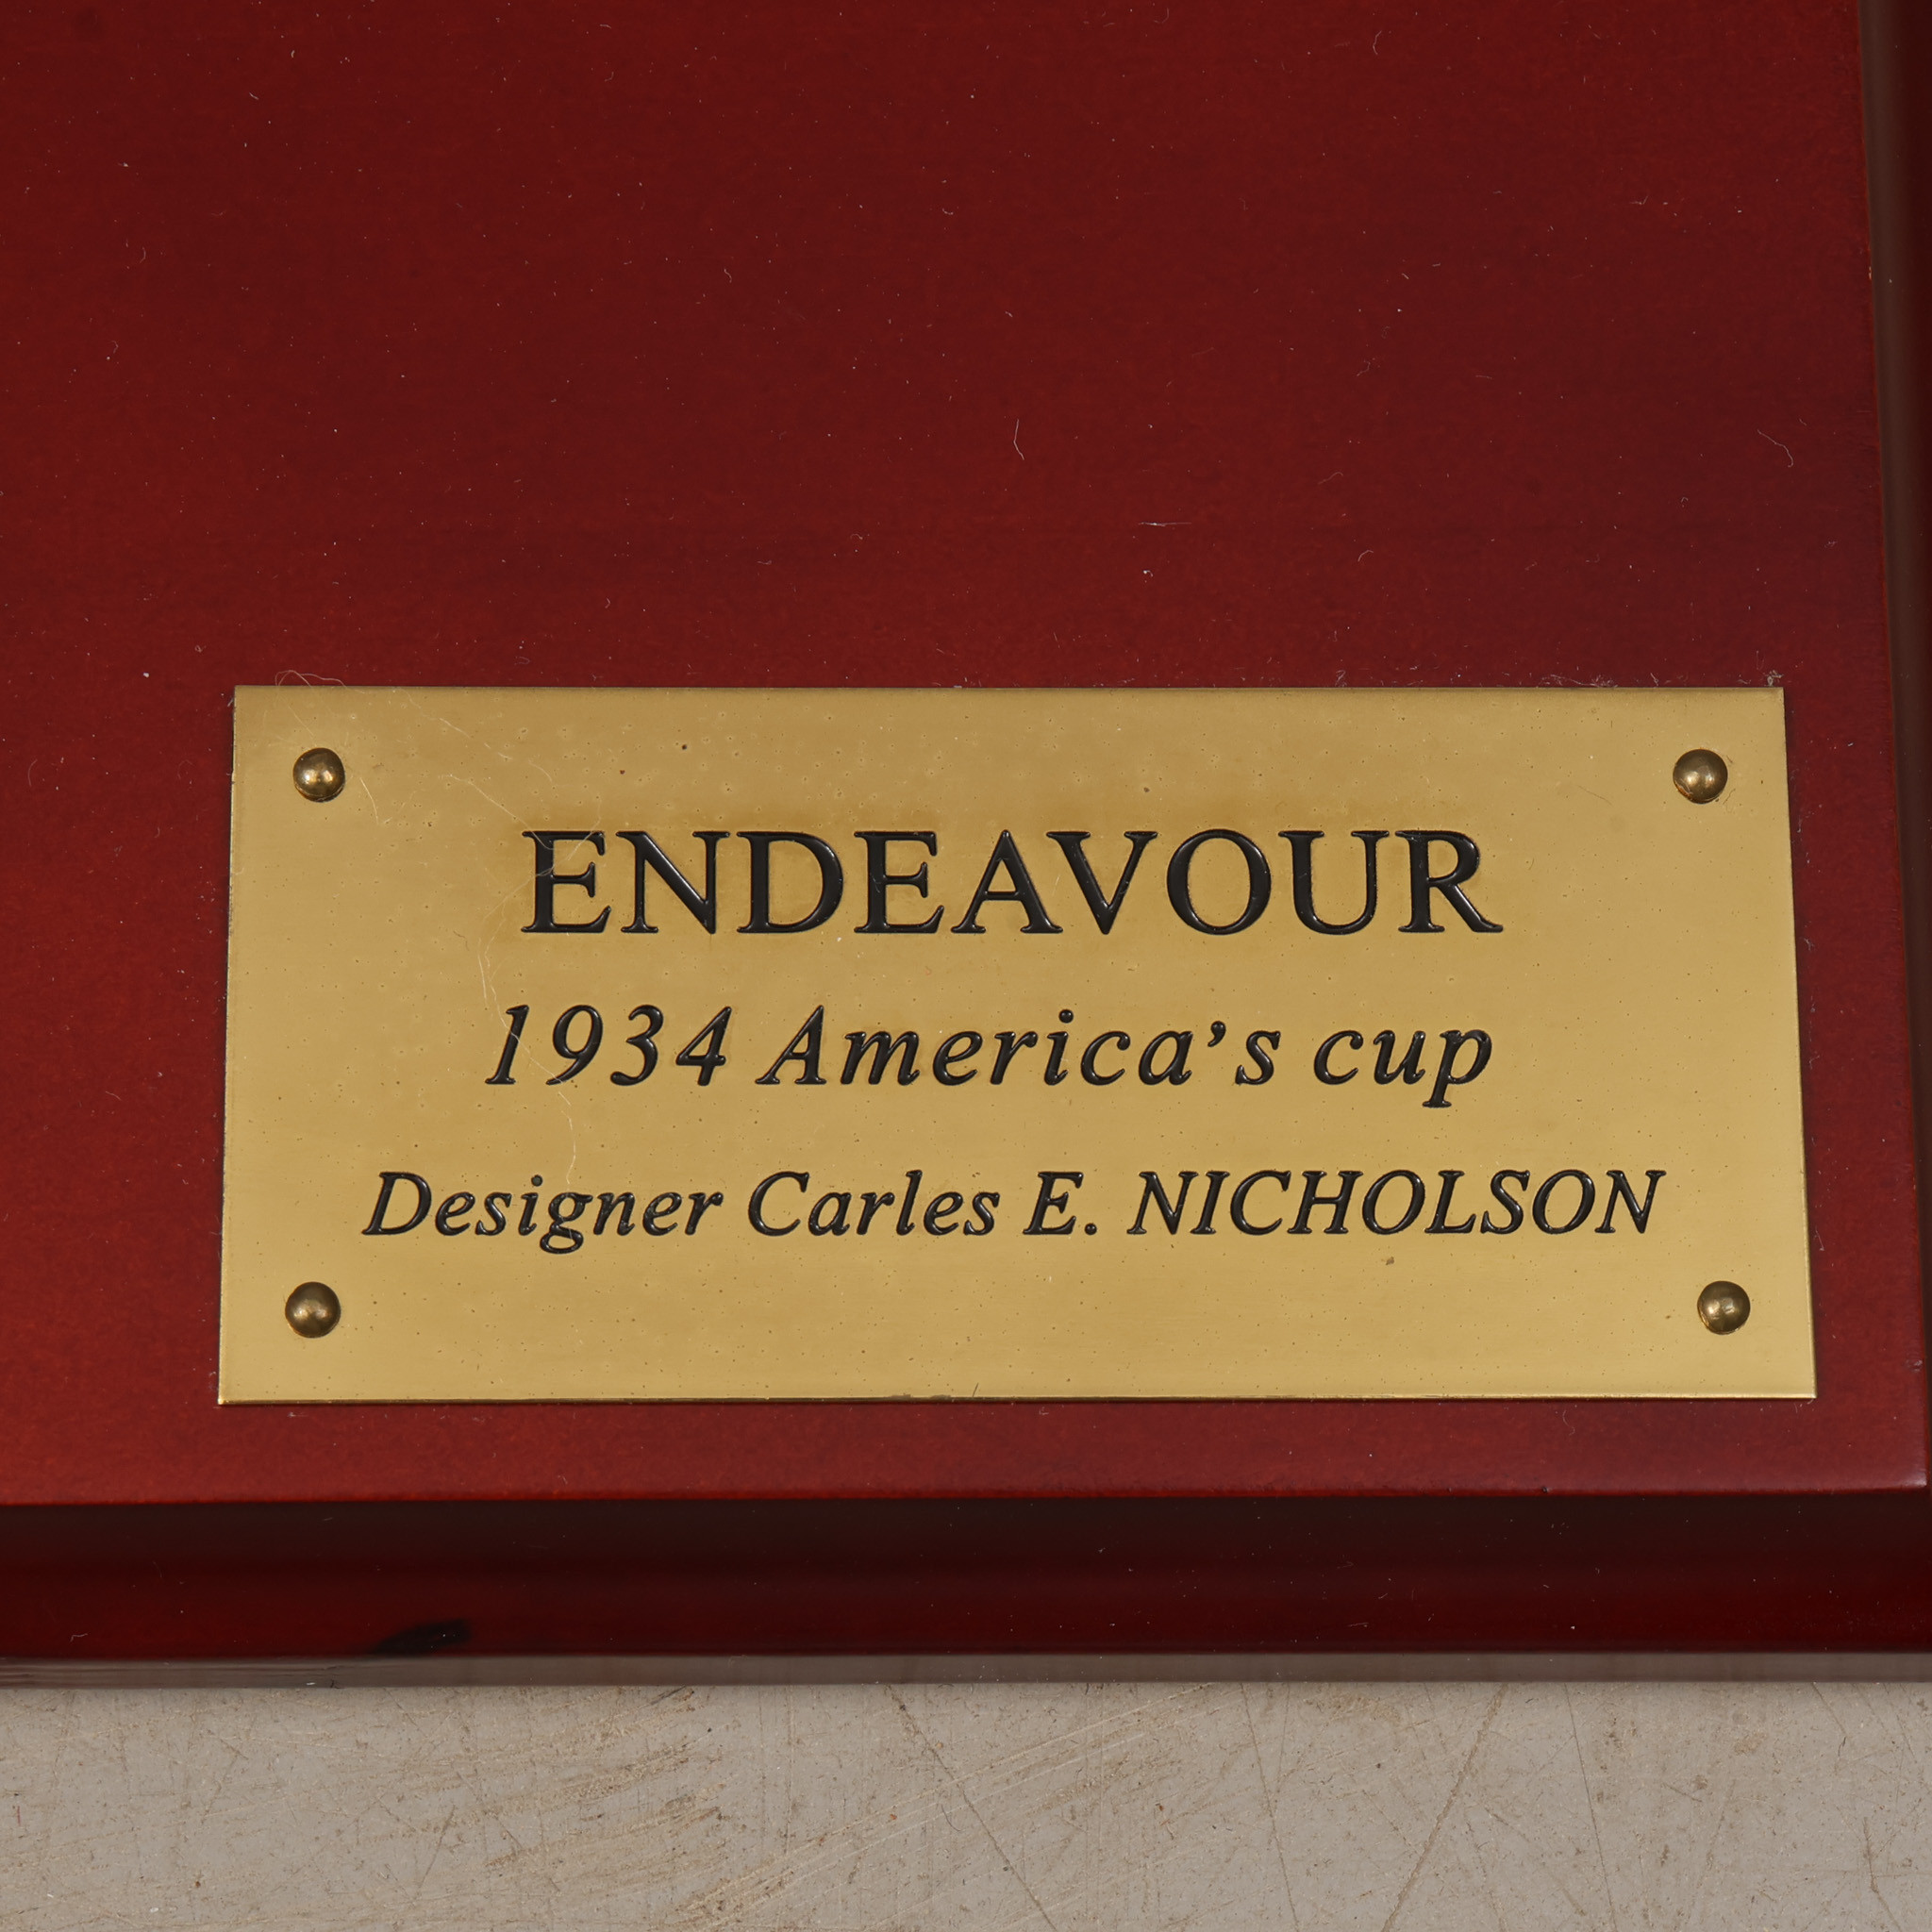 ENDEAVOUR
1934 America's cup
Designer Carles E. NICHOLSON